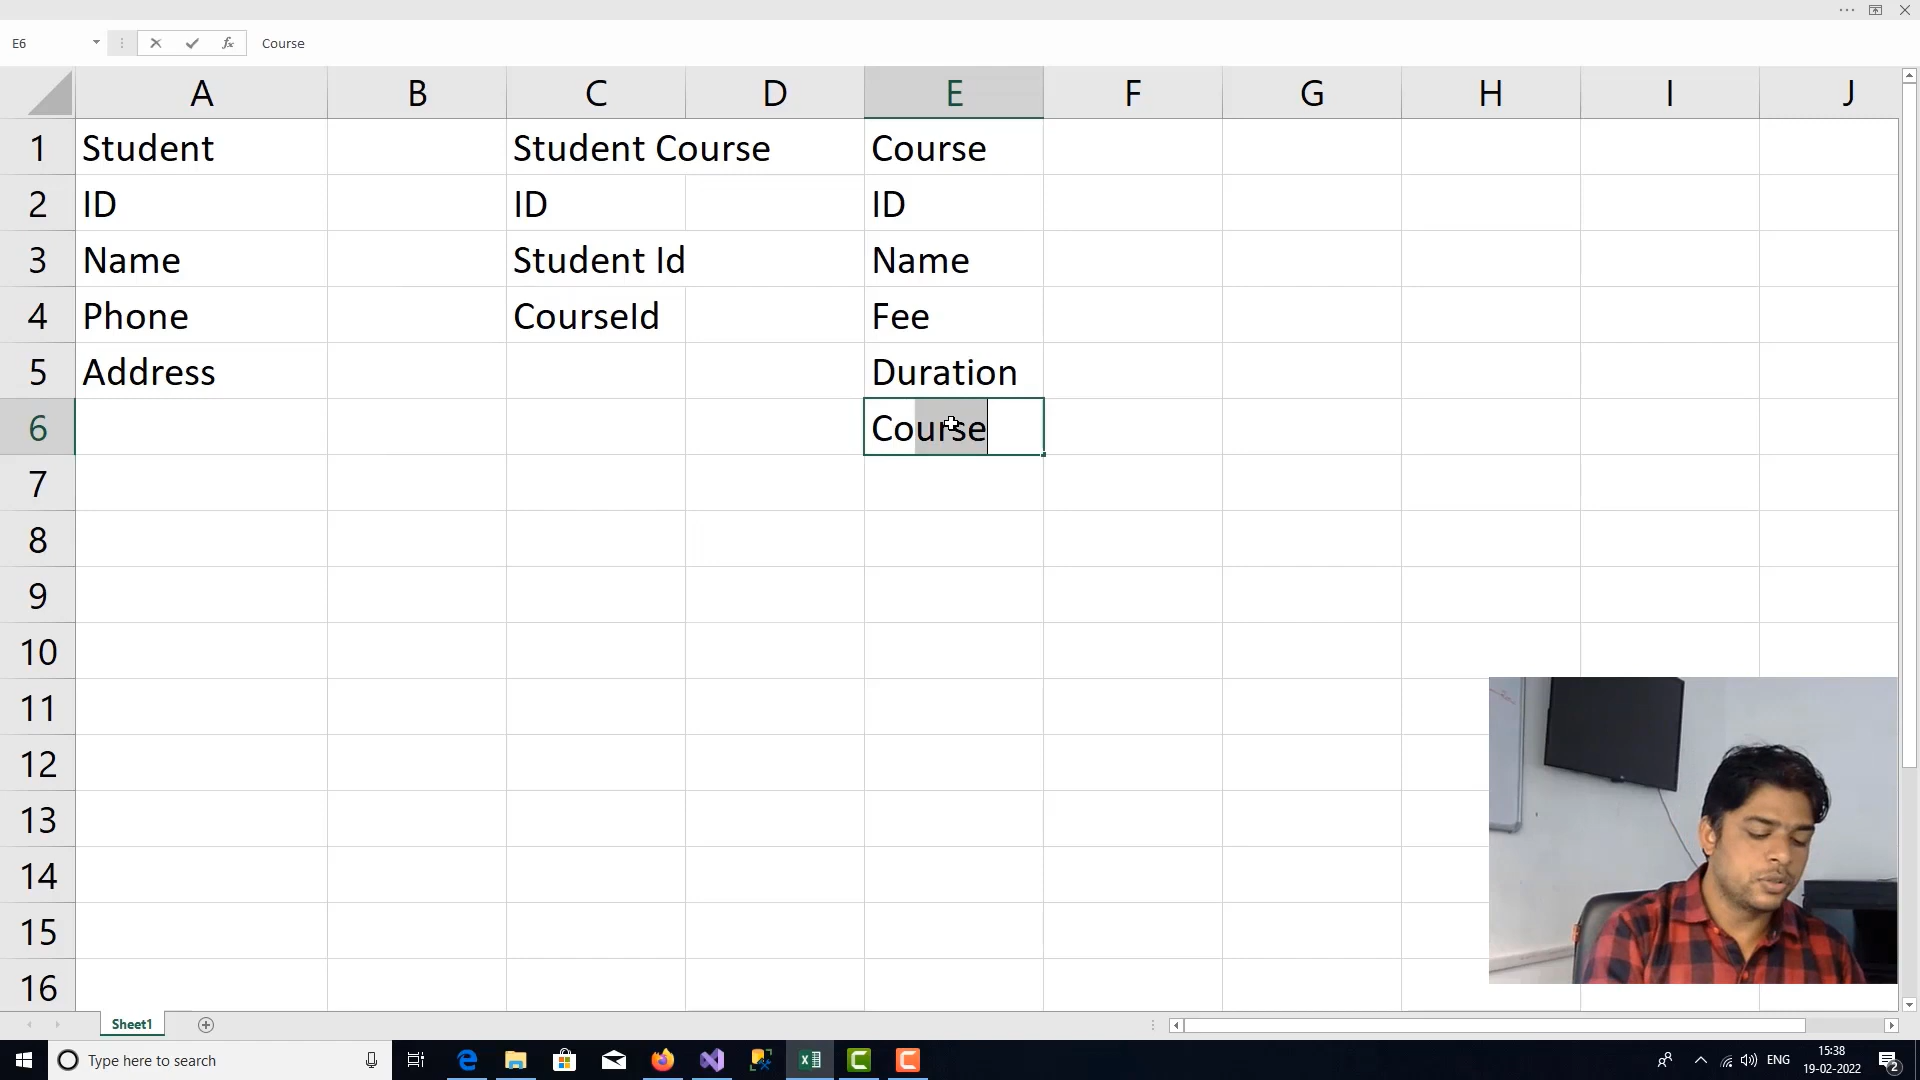 E6 Course
A B C D E F G H I J
1 Student Student Course Course
2 ID ID ID
3 Name Student Id Name
4 Phone CourseId Fee
5 Address Duration
6 Course
7
8
9
10
11
12
13
14
15
16
Sheet1
Type here to search ENG 15:38
19-02-2022 2